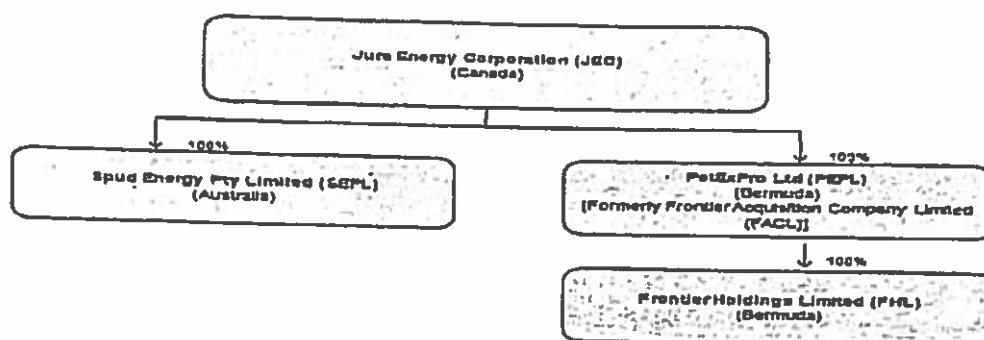 Jura Energy Corporation (JEC)
(Canada)
100%
100%
Spud Energy Pty Limited (SEPL)
(Australia)
PetExPro Ltd (PEPL)
(Bermuda)
[Formerly Frontier Acquisition Company Limited
(FACL)]
100%
Frontier Holdings Limited (FHL)
(Bermuda)